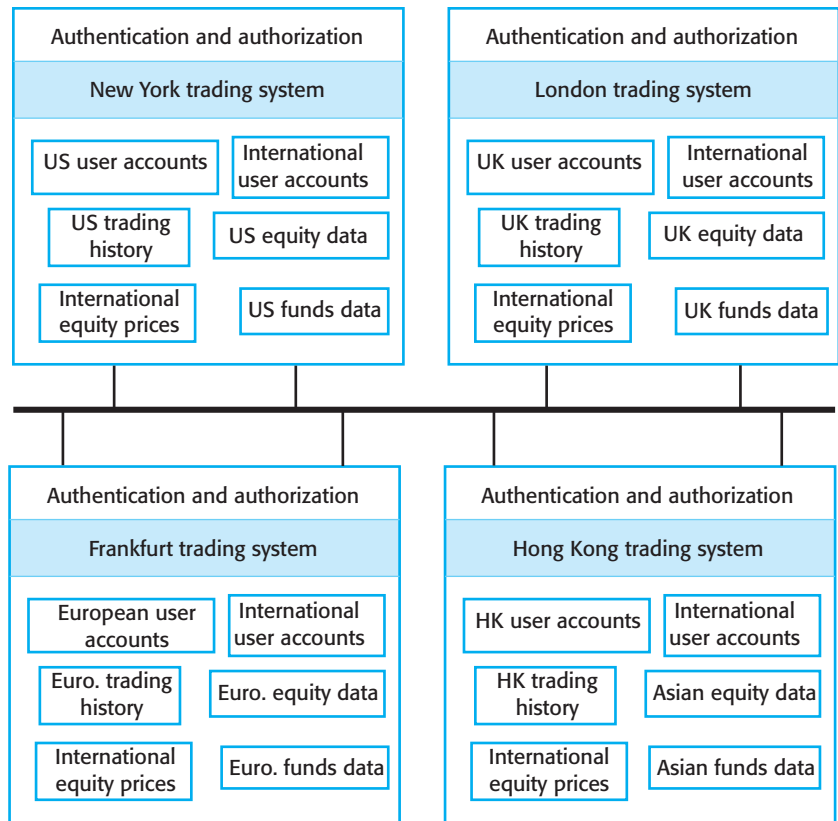 Authentication and authorization
New York trading system
US user accounts
International
user accounts
US trading
history
US equity data
International
equity prices
US funds data
Authentication and authorization
London trading system
UK user accounts
International
user accounts
UK trading
history
UK equity data
International
equity prices
UK funds data
Authentication and authorization
Frankfurt trading system
European user
accounts
International
user accounts
Euro. trading
history
Euro. equity data
International
equity prices
Euro. funds data
Authentication and authorization
Hong Kong trading system
HK user accounts
International
user accounts
HK trading
history
Asian equity data
International
equity prices
Asian funds data